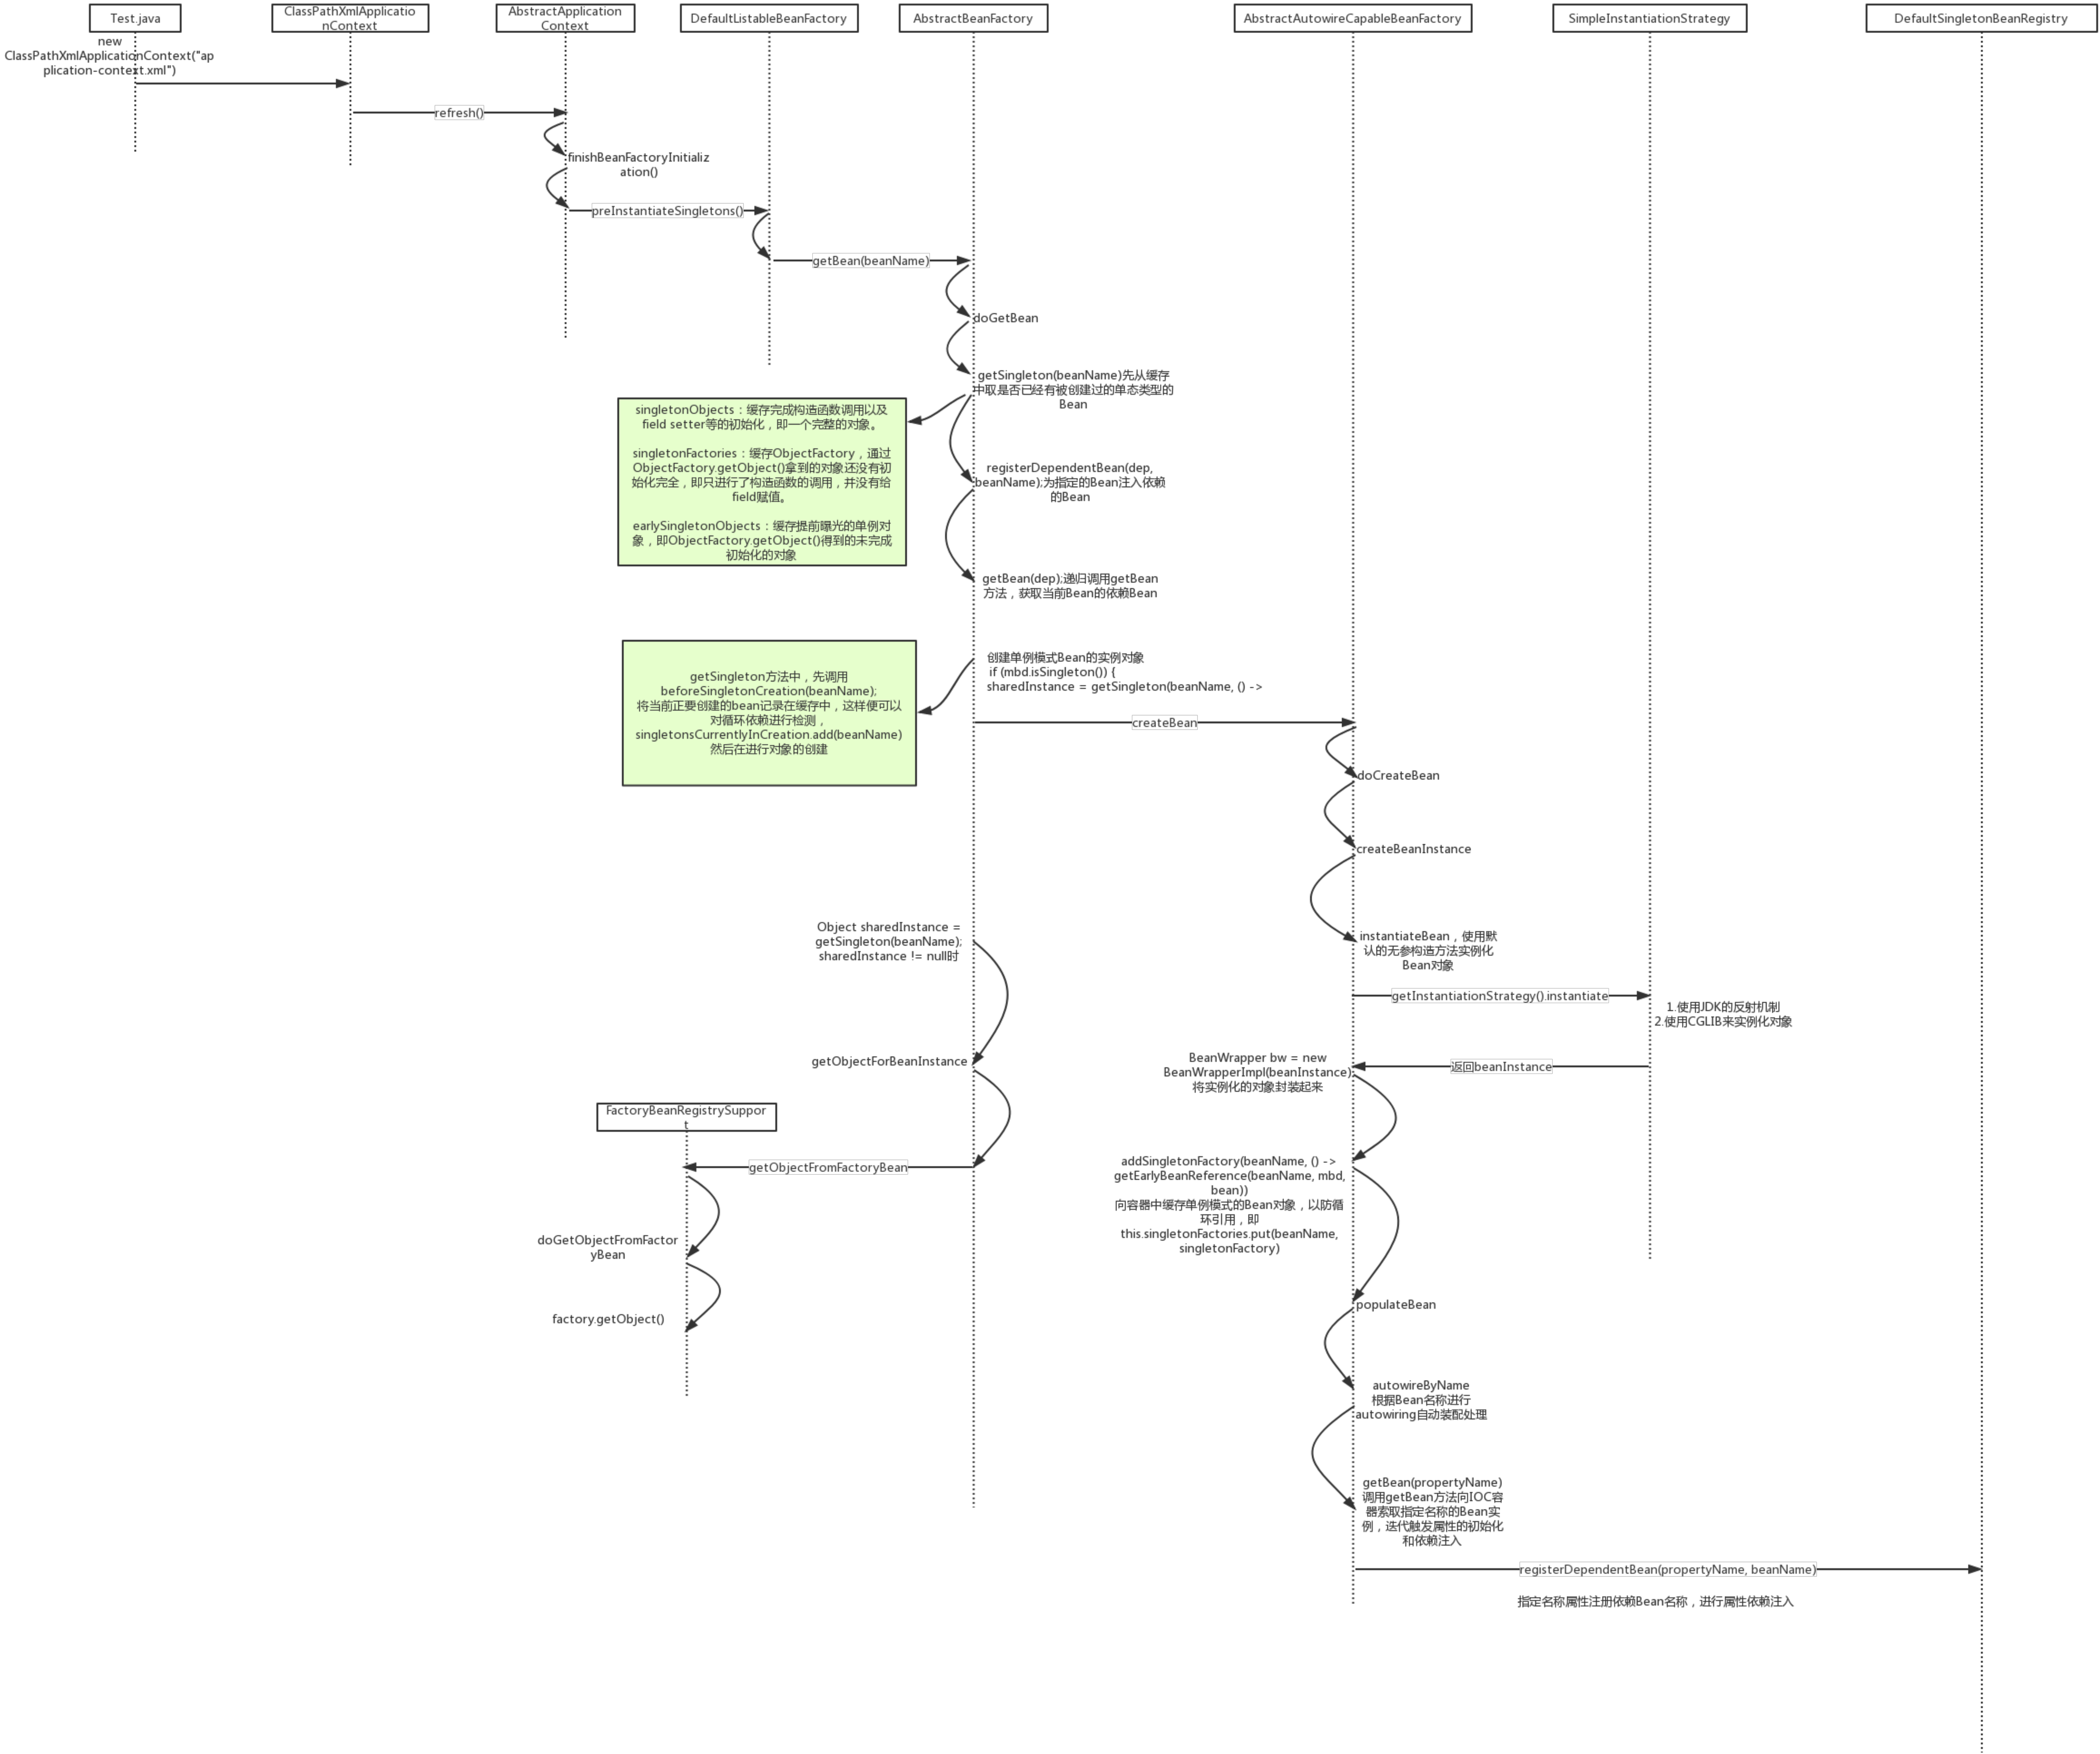 Test.java
ClassPathXmlApplicatio
nContext
AbstractApplication
Context
DefaultListableBeanFactory
AbstractBeanFactory
AbstractAutowireCapableBeanFactory
SimpleInstantiationStrategy
DefaultSingletonBeanRegistry
new
ClassPathXmlApplicationContext("ap
plication-context.xml")
refresh()
finishBeanFactoryInitializ
ation()
preInstantiateSingletons()
getBean(beanName)
doGetBean
getSingleton(beanName)先从缓存
中取是否已经有被创建过的单态类型的
Bean
singletonObjects：缓存完成构造函数调用以及
field setter等的初始化，即一个完整的对象。
singletonFactories：缓存ObjectFactory，通过
ObjectFactory.getObject()拿到的对象还没有初
始化完全，即只进行了构造函数的调用，并没有给
field赋值。
earlySingletonObjects：缓存提前曝光的单例对
象，即ObjectFactory.getObject()得到的未完成
初始化的对象
registerDependentBean(dep,
beanName);为指定的Bean注入依赖
的Bean
getBean(dep);递归调用getBean
方法，获取当前Bean的依赖Bean
创建单例模式Bean的实例对象
if (mbd.isSingleton()) {
sharedInstance = getSingleton(beanName, () ->
getSingleton方法中，先调用
beforeSingletonCreation(beanName);
将当前正要创建的bean记录在缓存中，这样便可以
对循环依赖进行检测，
singletonsCurrentlyInCreation.add(beanName)
然后在进行对象的创建
createBean
doCreateBean
createBeanInstance
Object sharedInstance =
getSingleton(beanName);
sharedInstance != null时
instantiateBean，使用默
认的无参构造方法实例化
Bean对象
getInstantiationStrategy().instantiate
1.使用JDK的反射机制
2.使用CGLIB来实例化对象
getObjectForBeanInstance
BeanWrapper bw = new
BeanWrapperImpl(beanInstance)
将实例化的对象封装起来
返回beanInstance
FactoryBeanRegistrySuppor
t
getObjectFromFactoryBean
addSingletonFactory(beanName, () ->
getEarlyBeanReference(beanName, mbd,
bean))
向容器中缓存单例模式的Bean对象，以防循
环引用，即
this.singletonFactories.put(beanName,
singletonFactory)
doGetObjectFromFactor
yBean
factory.getObject()
populateBean
autowireByName
根据Bean名称进行
autowiring自动装配处理
getBean(propertyName)
调用getBean方法向IOC容
器索取指定名称的Bean实
例，迭代触发属性的初始化
和依赖注入
registerDependentBean(propertyName, beanName)
指定名称属性注册依赖Bean名称，进行属性依赖注入